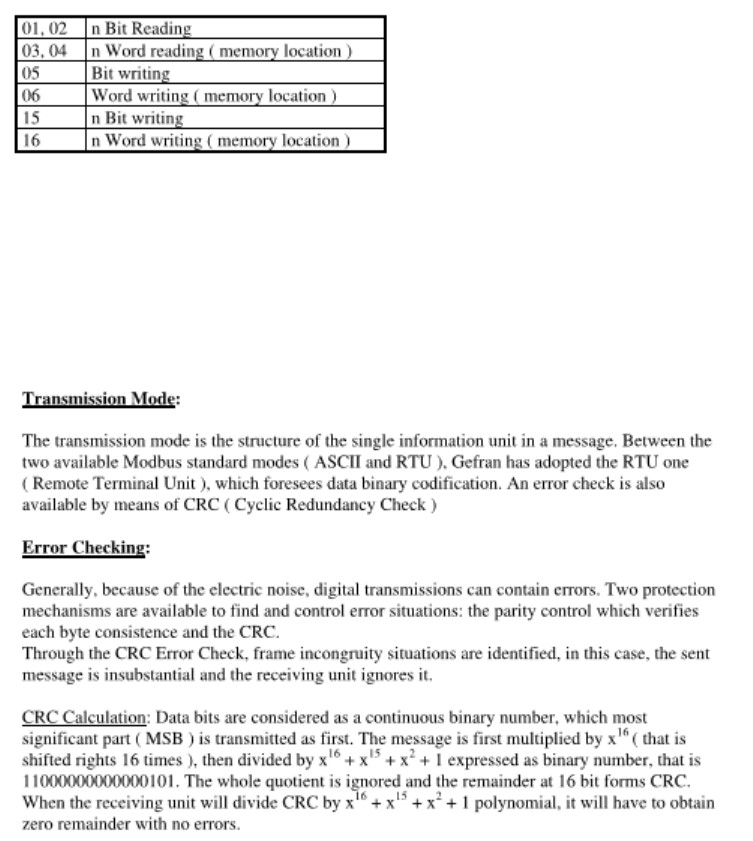 01, 02 n Bit Reading
03, 04 n Word reading ( memory location )
05 Bit writing
06 Word writing ( memory location )
15 n Bit writing
16 n Word writing ( memory location )
Transmission Mode:
The transmission mode is the structure of the single information unit in a message. Between the
two available Modbus standard modes ( ASCII and RTU ), Gefran has adopted the RTU one
( Remote Terminal Unit ), which foresees data binary codification. An error check is also
available by means of CRC ( Cyclic Redundancy Check )
Error Checking:
Generally, because of the electric noise, digital transmissions can contain errors. Two protection
mechanisms are available to find and control error situations: the parity control which verifies
each byte consistence and the CRC.
Through the CRC Error Check, frame incongruity situations are identified, in this case, the sent
message is insubstantial and the receiving unit ignores it.
CRC Calculation: Data bits are considered as a continuous binary number, which most
significant part ( MSB ) is transmitted as first. The message is first multiplied by x¹⁶ ( that is
shifted rights 16 times ), then divided by x¹⁶ + x¹⁵ + x² + 1 expressed as binary number, that is
11000000000000101. The whole quotient is ignored and the remainder at 16 bit forms CRC.
When the receiving unit will divide CRC by x¹⁶ + x¹⁵ + x² + 1 polynomial, it will have to obtain
zero remainder with no errors.